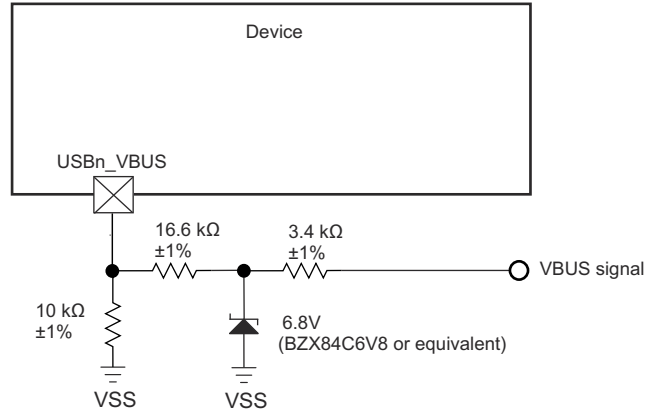 Device
USBn_VBUS
16.6 kΩ
±1%
3.4 kΩ
±1%
VBUS signal
10 kΩ
±1%
6.8V
(BZX84C6V8 or equivalent)
VSS
VSS